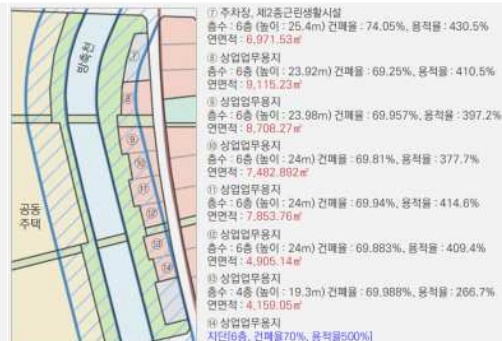 방축천
공동
주택
⑦
⑧
⑨
⑩
⑪
⑫
⑬
⑭
⑦ 주차장, 제2종근린생활시설
층수 : 6층 (높이 : 25.4m) 건폐율 : 74.05%, 용적율 : 430.5%
연면적 : 6,971.53㎡
⑧ 상업업무용지
층수 : 6층 (높이 : 23.92m) 건폐율 : 69.25%, 용적율 : 410.5%
연면적 : 9,115.23㎡
⑨ 상업업무용지
층수 : 6층 (높이 : 23.98m) 건폐율 : 69.957%, 용적율 : 397.2%
연면적 : 8,708.27㎡
⑩ 상업업무용지
층수 : 6층 (높이 : 24m) 건폐율 : 69.81%, 용적율 : 377.7%
연면적 : 7,482.892㎡
⑪ 상업업무용지
층수 : 6층 (높이 : 24m) 건폐율 : 69.94%, 용적율 : 414.6%
연면적 : 7,853.76㎡
⑫ 상업업무용지
층수 : 6층 (높이 : 24m) 건폐율 : 69.883%, 용적율 : 409.4%
연면적 : 4,905.14㎡
⑬ 상업업무용지
층수 : 4층 (높이 : 19.3m) 건폐율 : 69.988%, 용적율 : 266.7%
연면적 : 4,159.05㎡
⑭ 상업업무용지
지단[6층, 건폐율70%, 용적율500%]